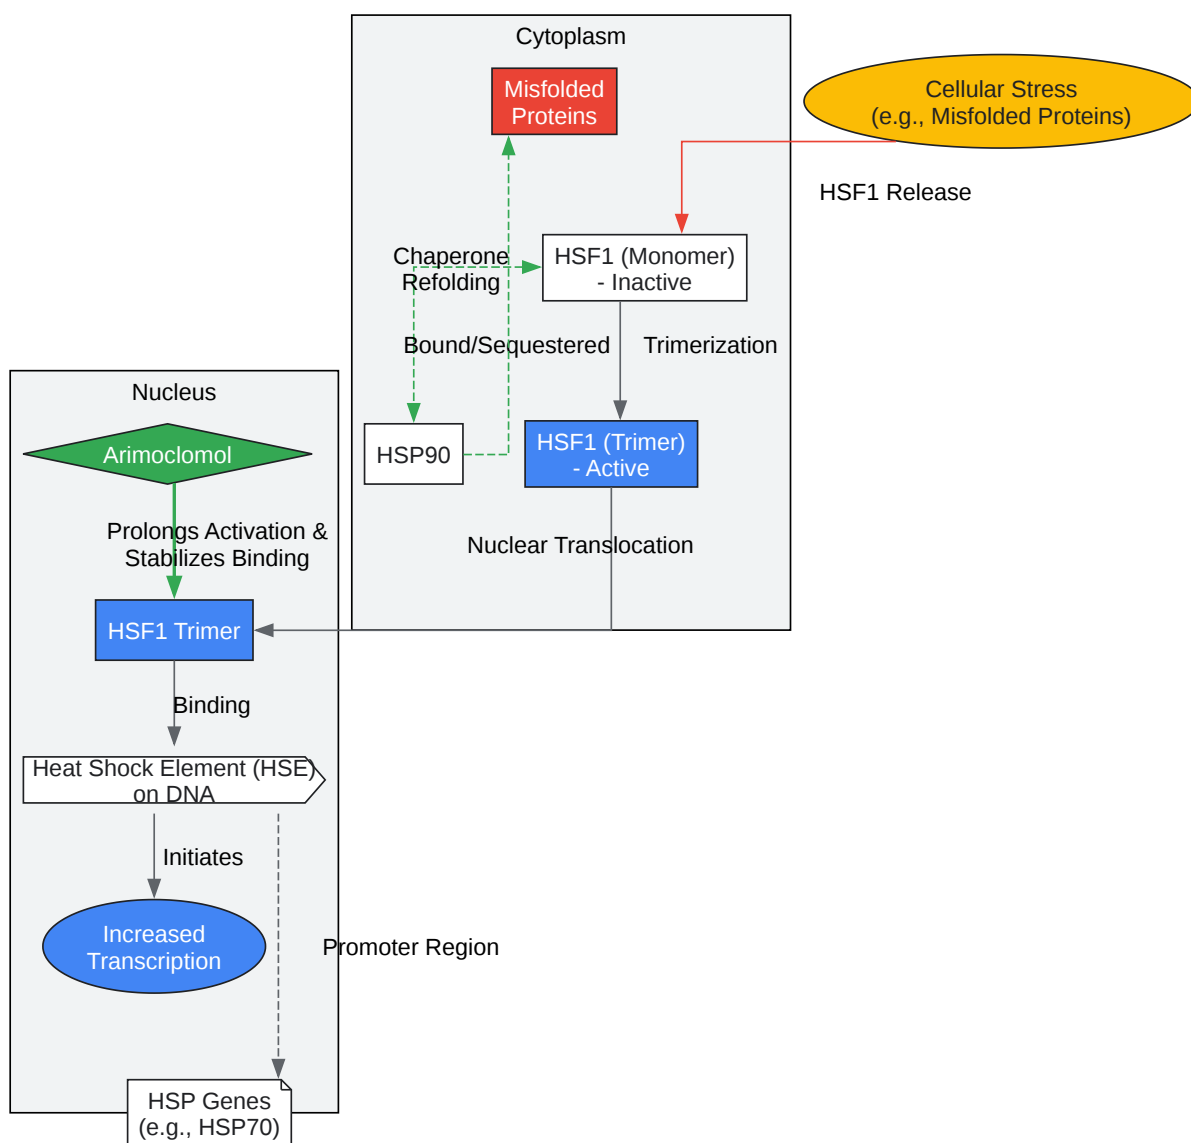 Cytoplasm
Misfolded
Proteins
Cellular Stress
(e.g., Misfolded Proteins)
HSF1 Release
Chaperone
Refolding
HSF1 (Monomer)
- Inactive
Bound/Sequestered
Trimerization
Nucleus
Arimoclomol
HSP90
HSF1 (Trimer)
- Active
Prolongs Activation &
Stabilizes Binding
Nuclear Translocation
HSF1 Trimer
Binding
Heat Shock Element (HSE)
on DNA
Initiates
Increased
Transcription
Promoter Region
HSP Genes
(e.g., HSP70)